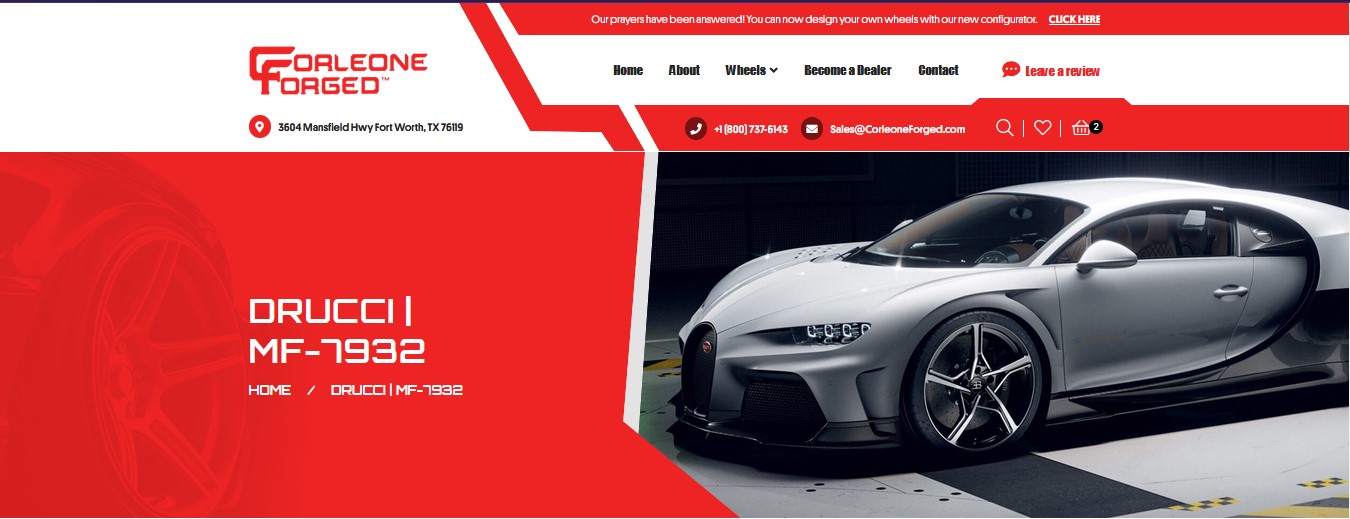 Our prayers have been answered! You can now design your own wheels with our new configurator. CLICK HERE
CORLEONE
FORGED™
Home About Wheels Become a Dealer Contact Leave a review
3604 Mansfield Hwy Fort Worth, TX 76119
+1 (800) 737-6143 Sales@CorleoneForged.com 2
DRUCCI |
MF-7932
HOME / DRUCCI | MF-7932